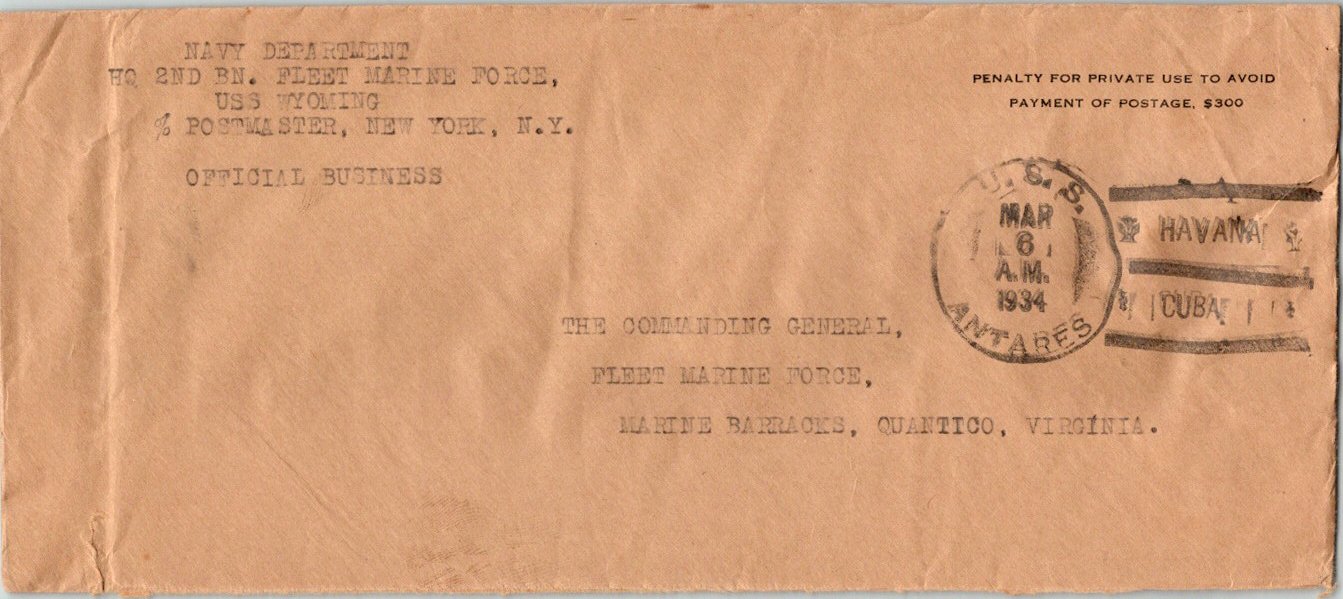 NAVY DEPARTMENT
HQ 2ND BN. FLEET MARINE FORCE,
USS WYOMING
℅ POSTMASTER, NEW YORK, N.Y.
OFFICIAL BUSINESS
PENALTY FOR PRIVATE USE TO AVOID
PAYMENT OF POSTAGE, $300
U.S.S.
MAR
6
A.M.
1934
ANTARES
HAVANA
CUBA
THE COMMANDING GENERAL,
FLEET MARINE FORCE,
MARINE BARRACKS, QUANTICO, VIRGINIA.